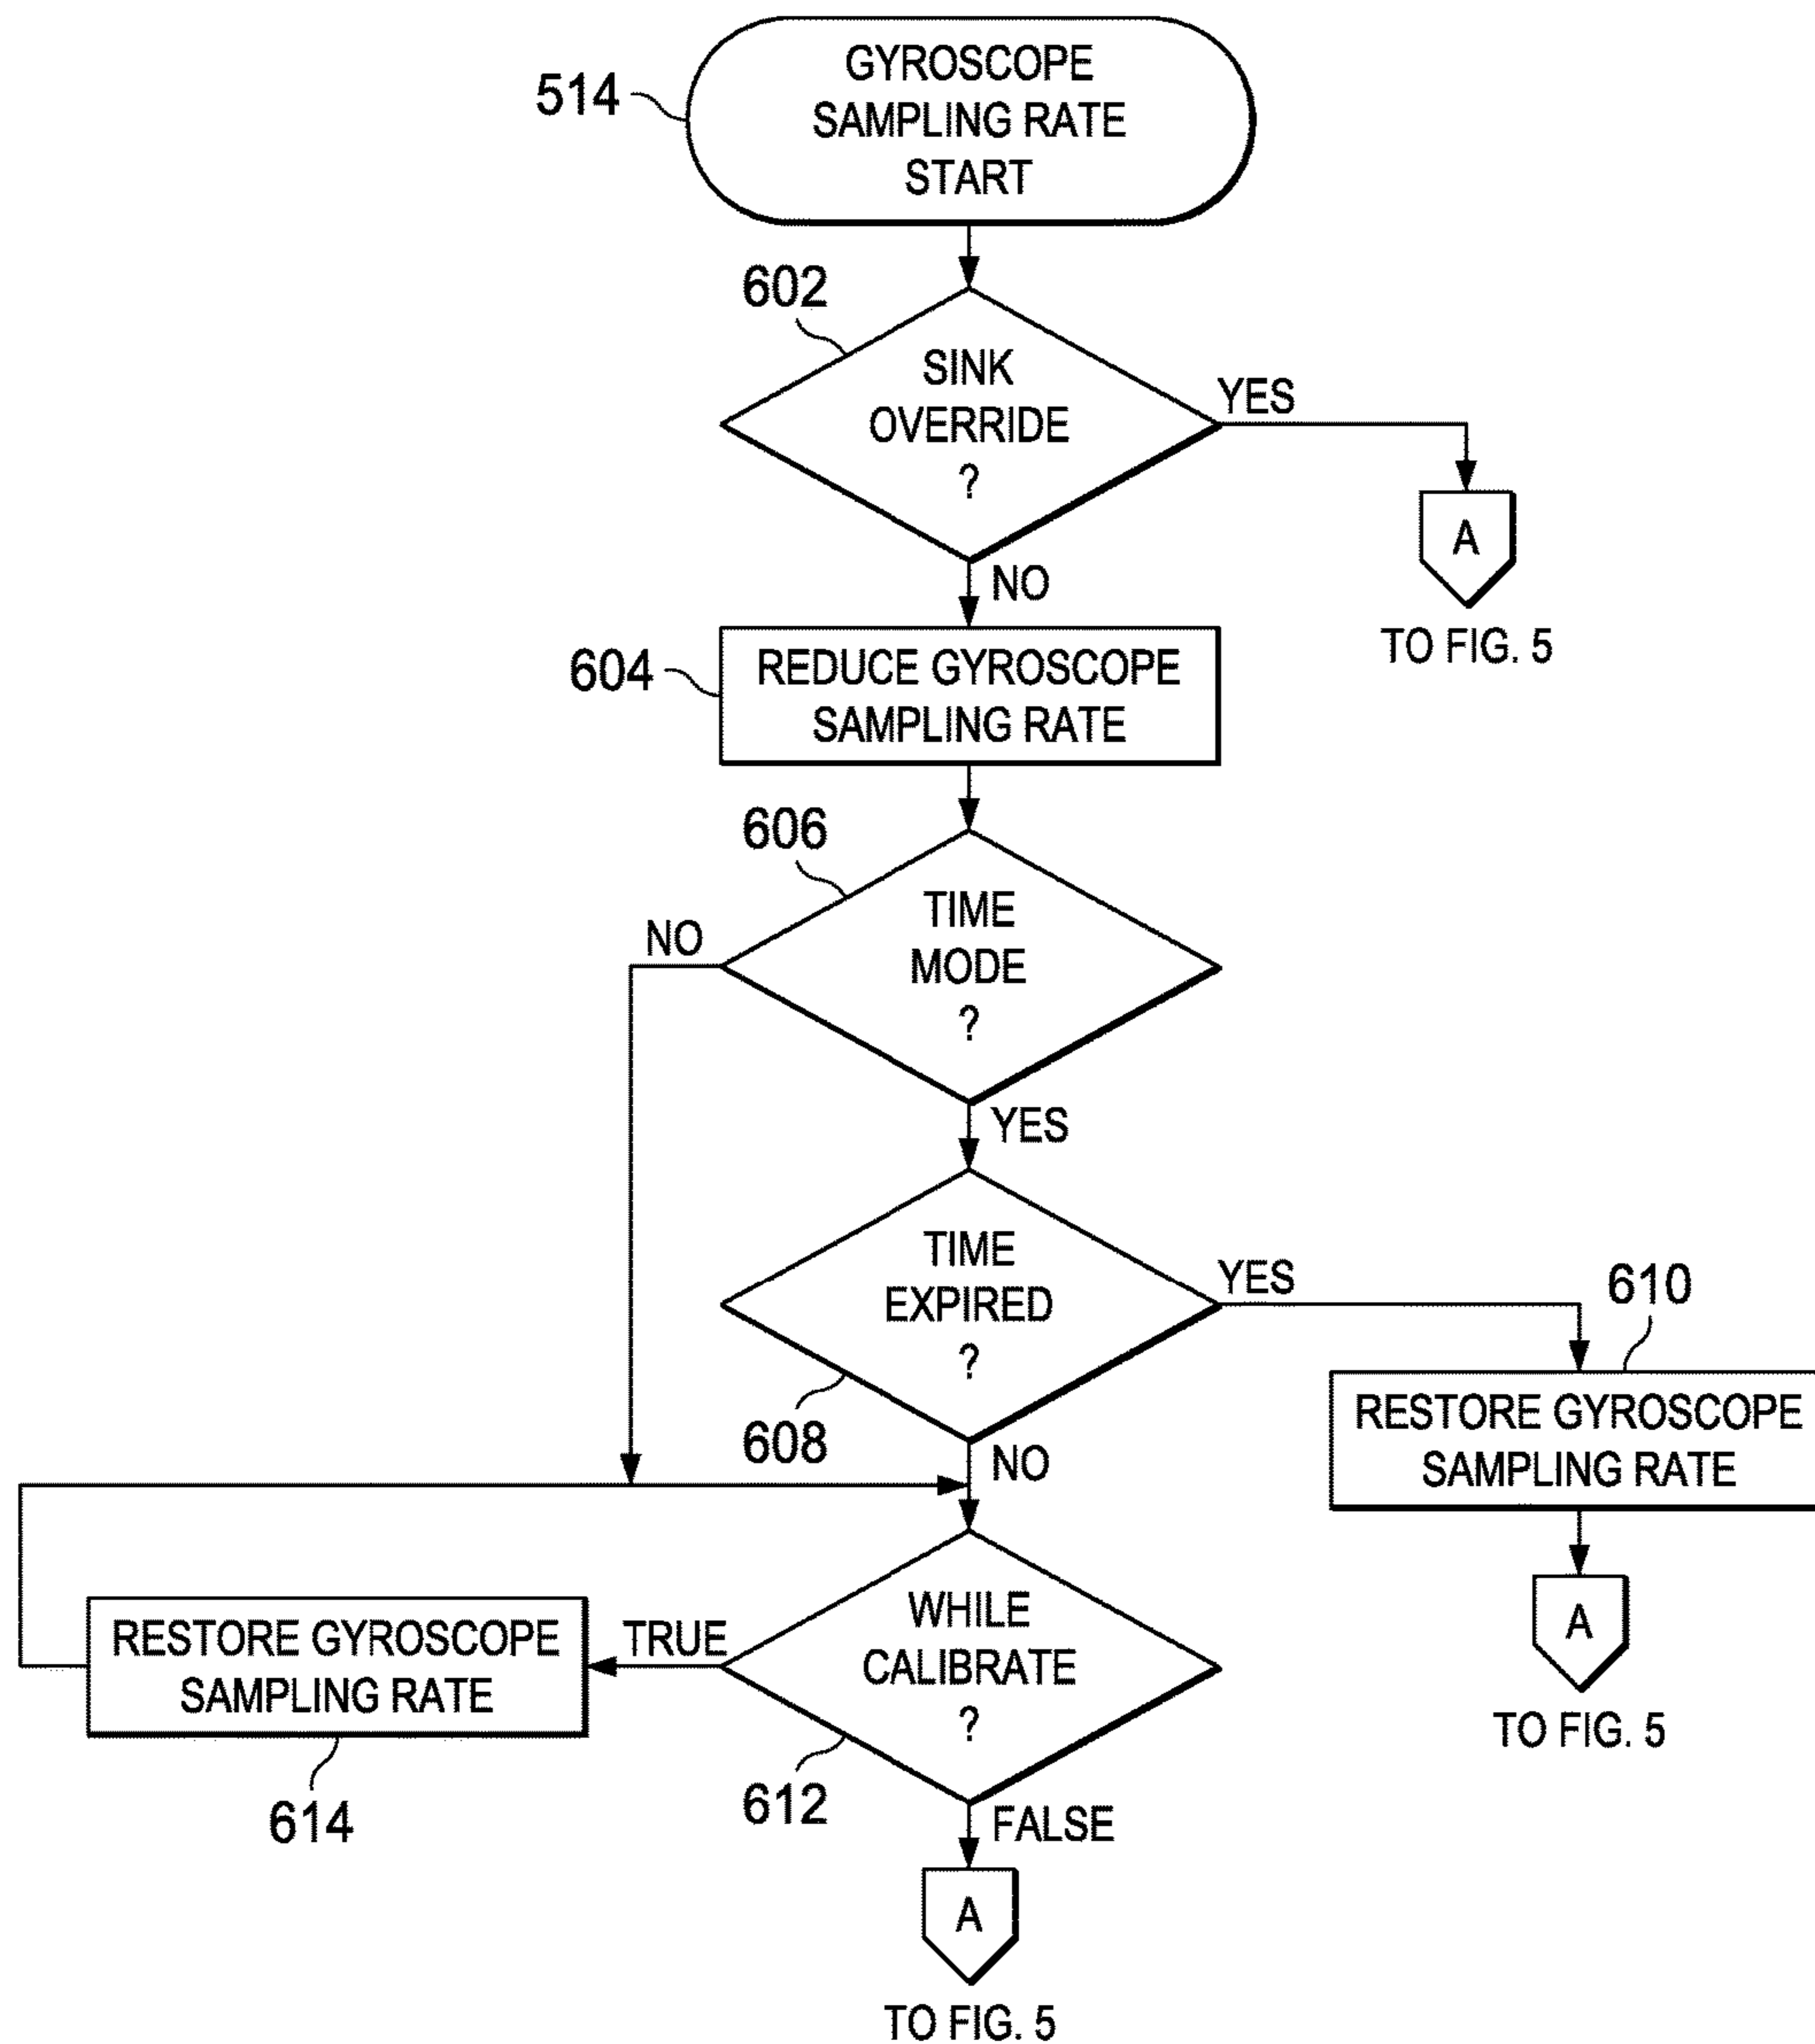 GYROSCOPE
SAMPLING RATE
START
514
602
SINK
OVERRIDE
?
YES
A
TO FIG. 5
NO
604
REDUCE GYROSCOPE
SAMPLING RATE
606
TIME
MODE
?
NO
YES
TIME
EXPIRED
?
608
YES
610
RESTORE GYROSCOPE
SAMPLING RATE
A
TO FIG. 5
NO
WHILE
CALIBRATE
?
612
TRUE
RESTORE GYROSCOPE
SAMPLING RATE
614
FALSE
A
TO FIG. 5